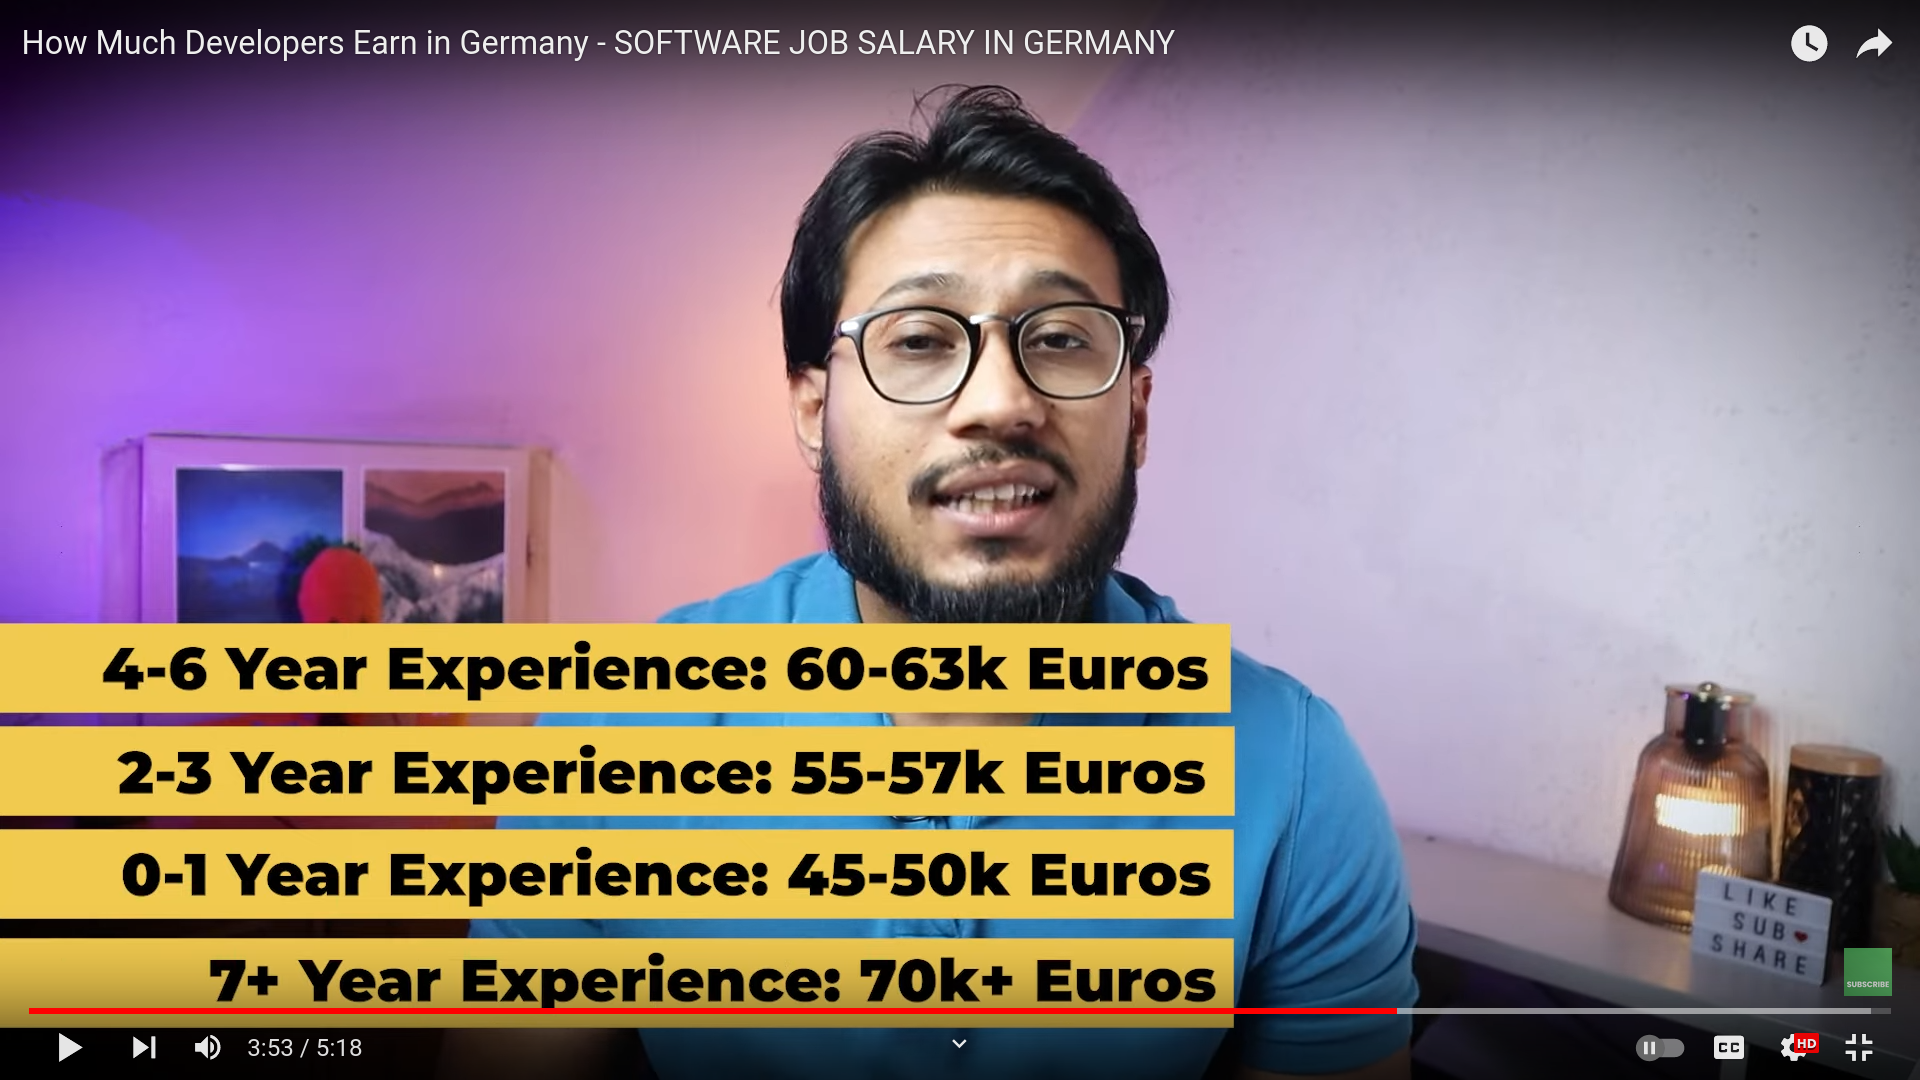 How Much Developers Earn in Germany - SOFTWARE JOB SALARY IN GERMANY
4-6 Year Experience: 60-63k Euros
2-3 Year Experience: 55-57k Euros
0-1 Year Experience: 45-50k Euros
7+ Year Experience: 70k+ Euros
LIKE
SUB
SHARE
SUBSCRIBE
3:53 / 5:18
CC
HD